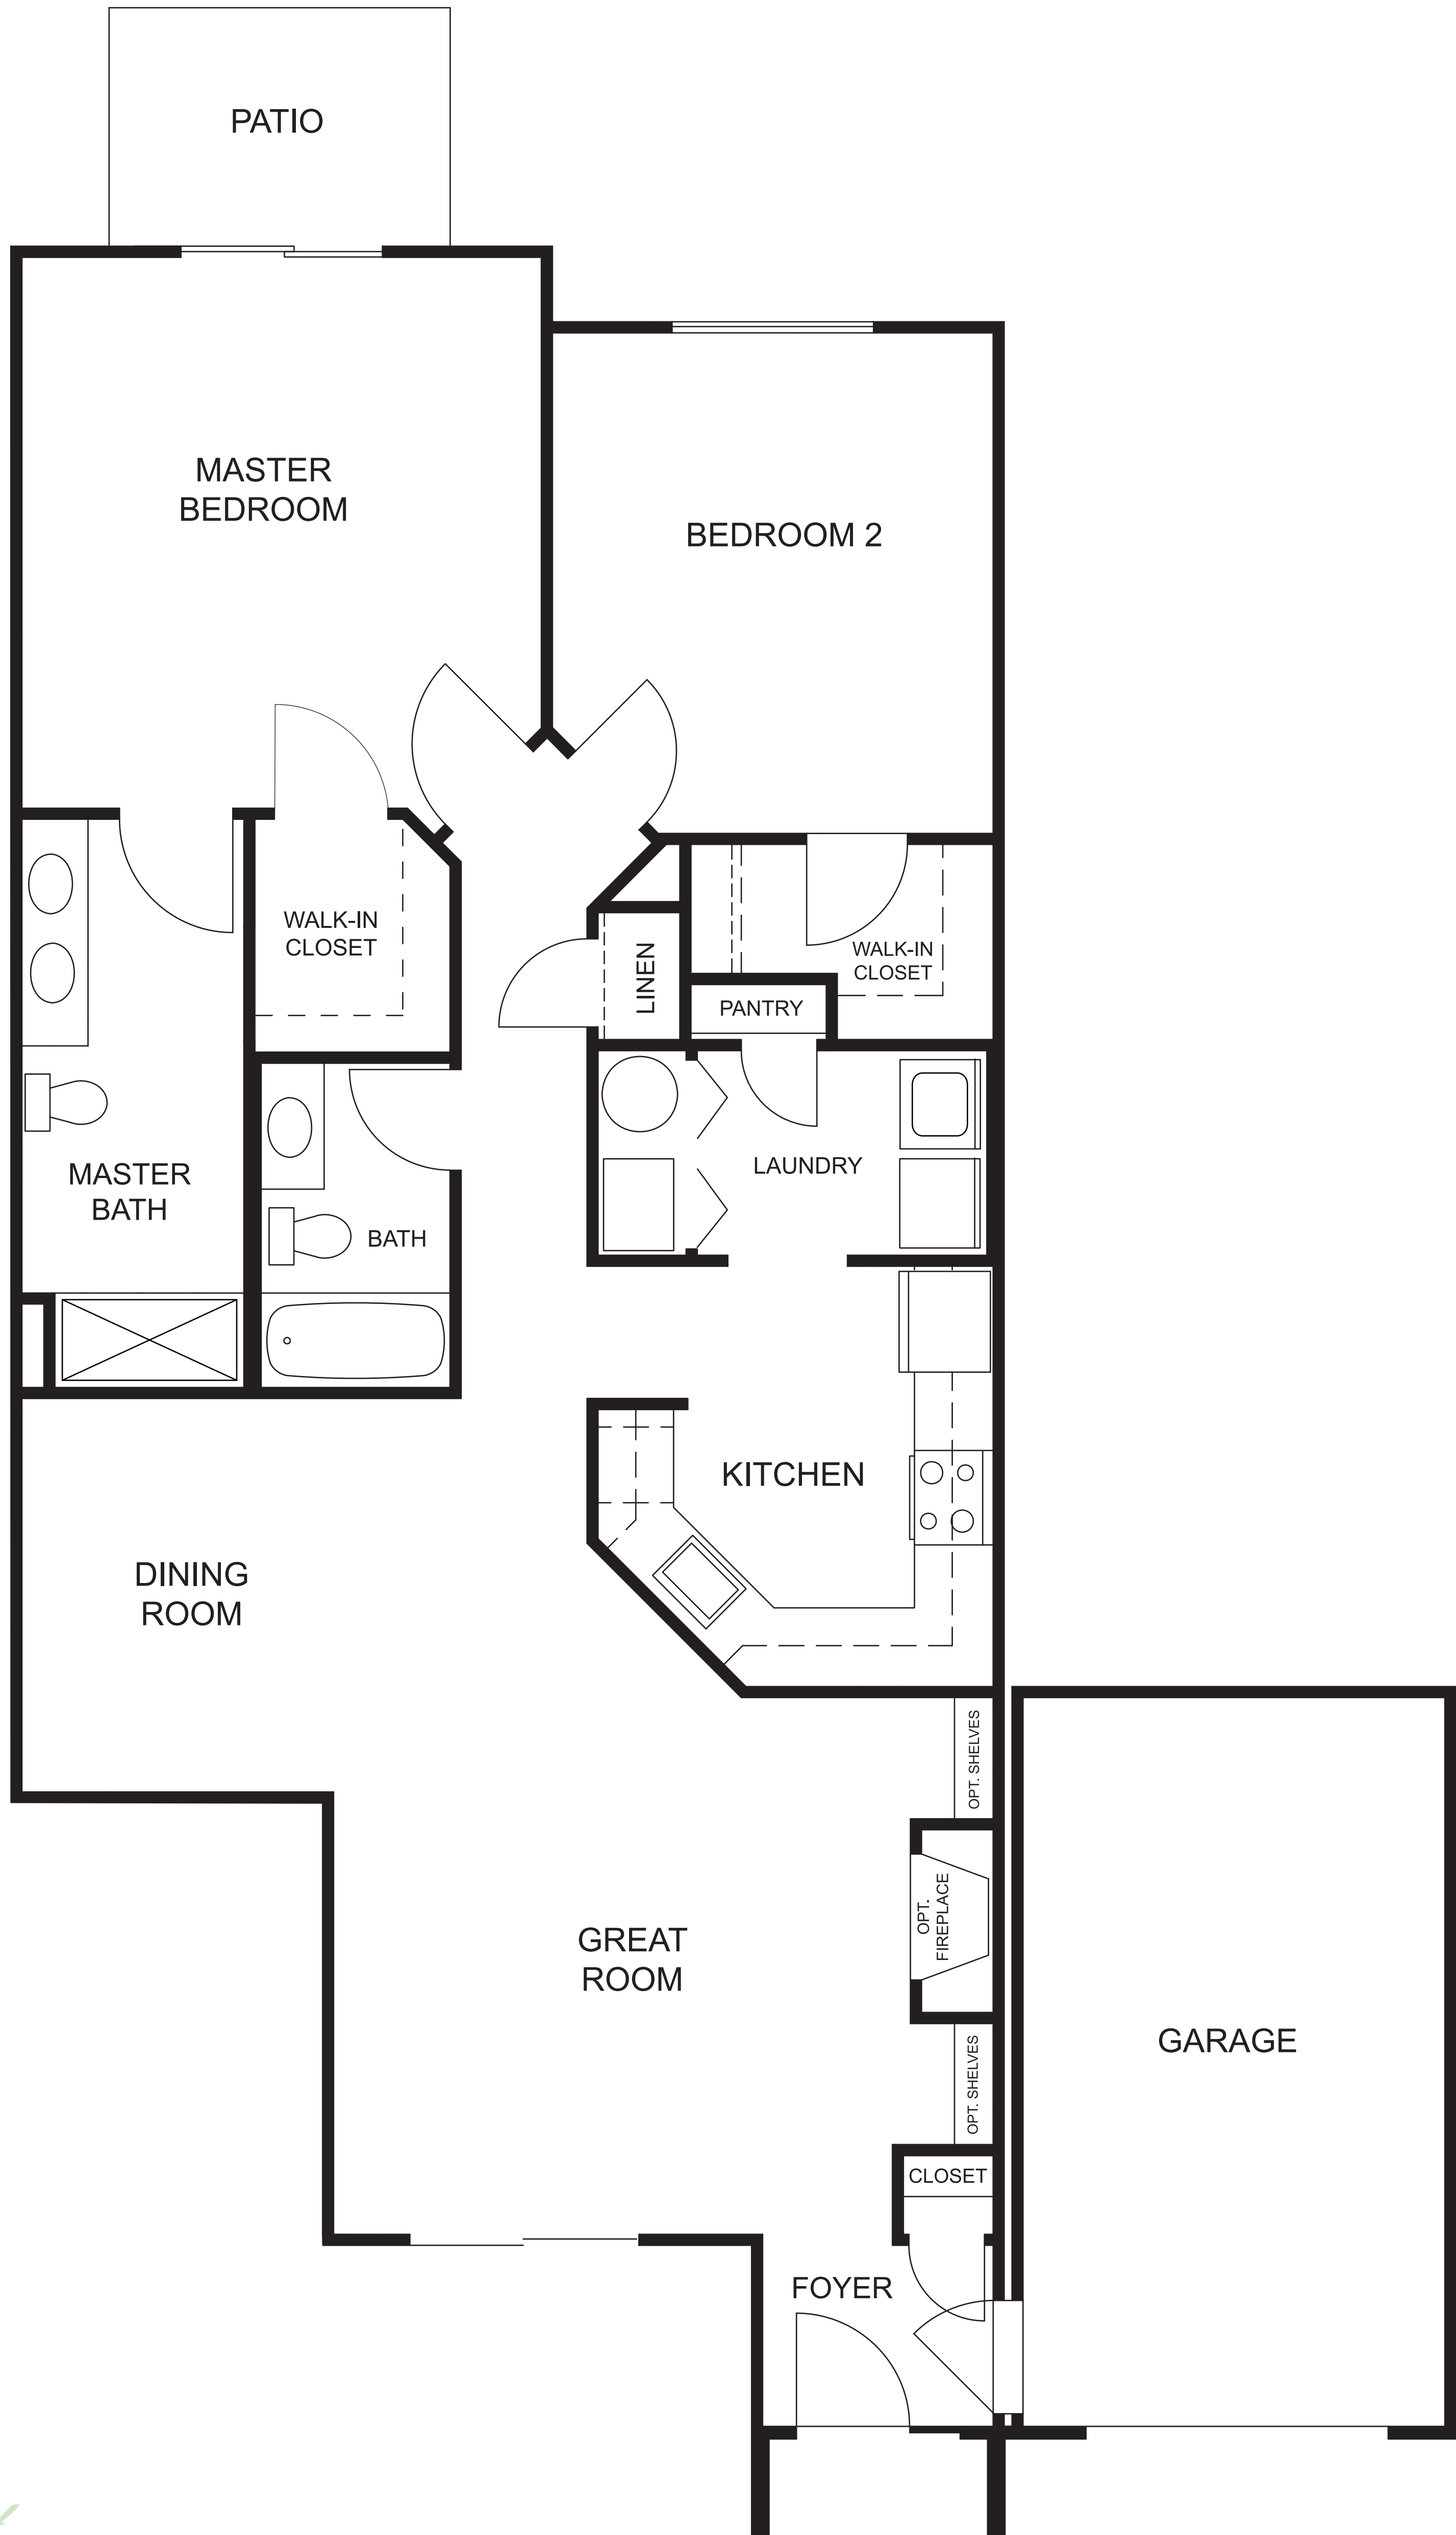 PATIO
MASTER
BEDROOM
BEDROOM 2
WALK-IN
CLOSET
LINEN
WALK-IN
CLOSET
PANTRY
MASTER
BATH
BATH
LAUNDRY
KITCHEN
DINING
ROOM
OPT. SHELVES
OPT.
FIREPLACE
GREAT
ROOM
OPT. SHELVES
GARAGE
CLOSET
FOYER